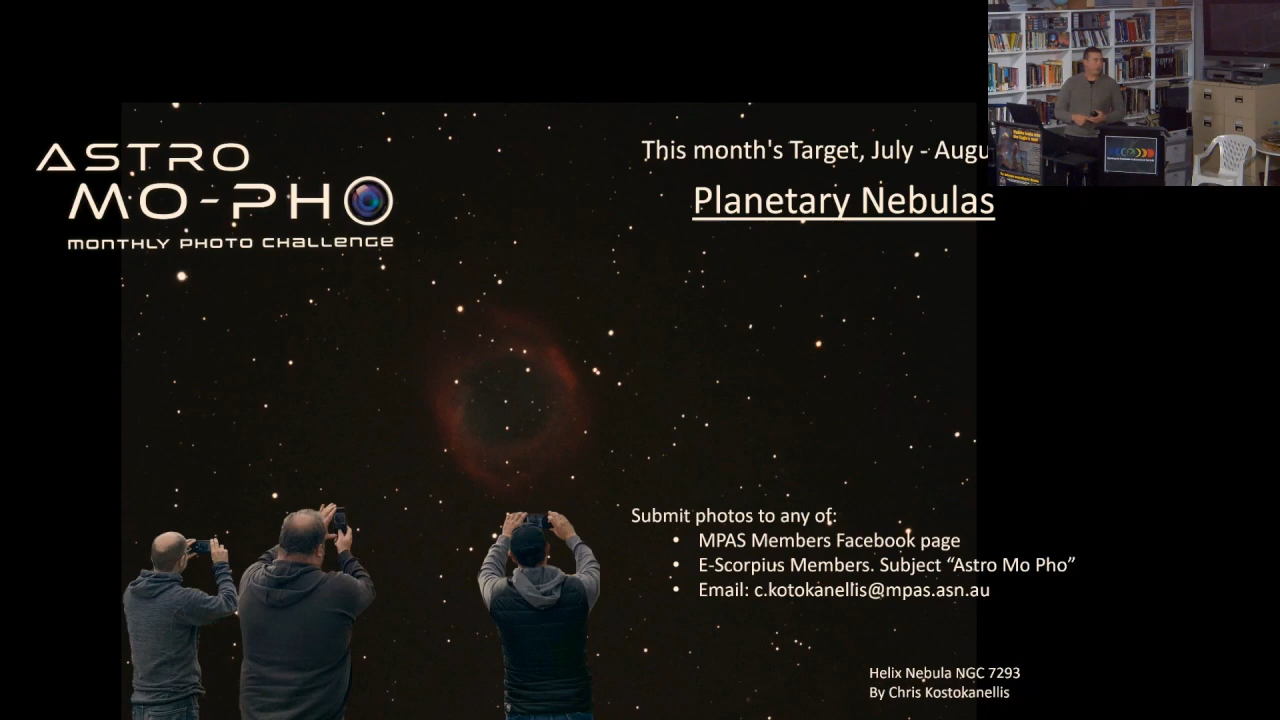 ASTRO
MO-PHO
MONTHLY PHOTO CHALLENGE
This month's Target, July - Augu
Planetary Nebulas
Submit photos to any of:
• MPAS Members Facebook page
• E-Scorpius Members. Subject “Astro Mo Pho”
• Email: c.kotokanellis@mpas.asn.au
Helix Nebula NGC 7293
By Chris Kostokanellis